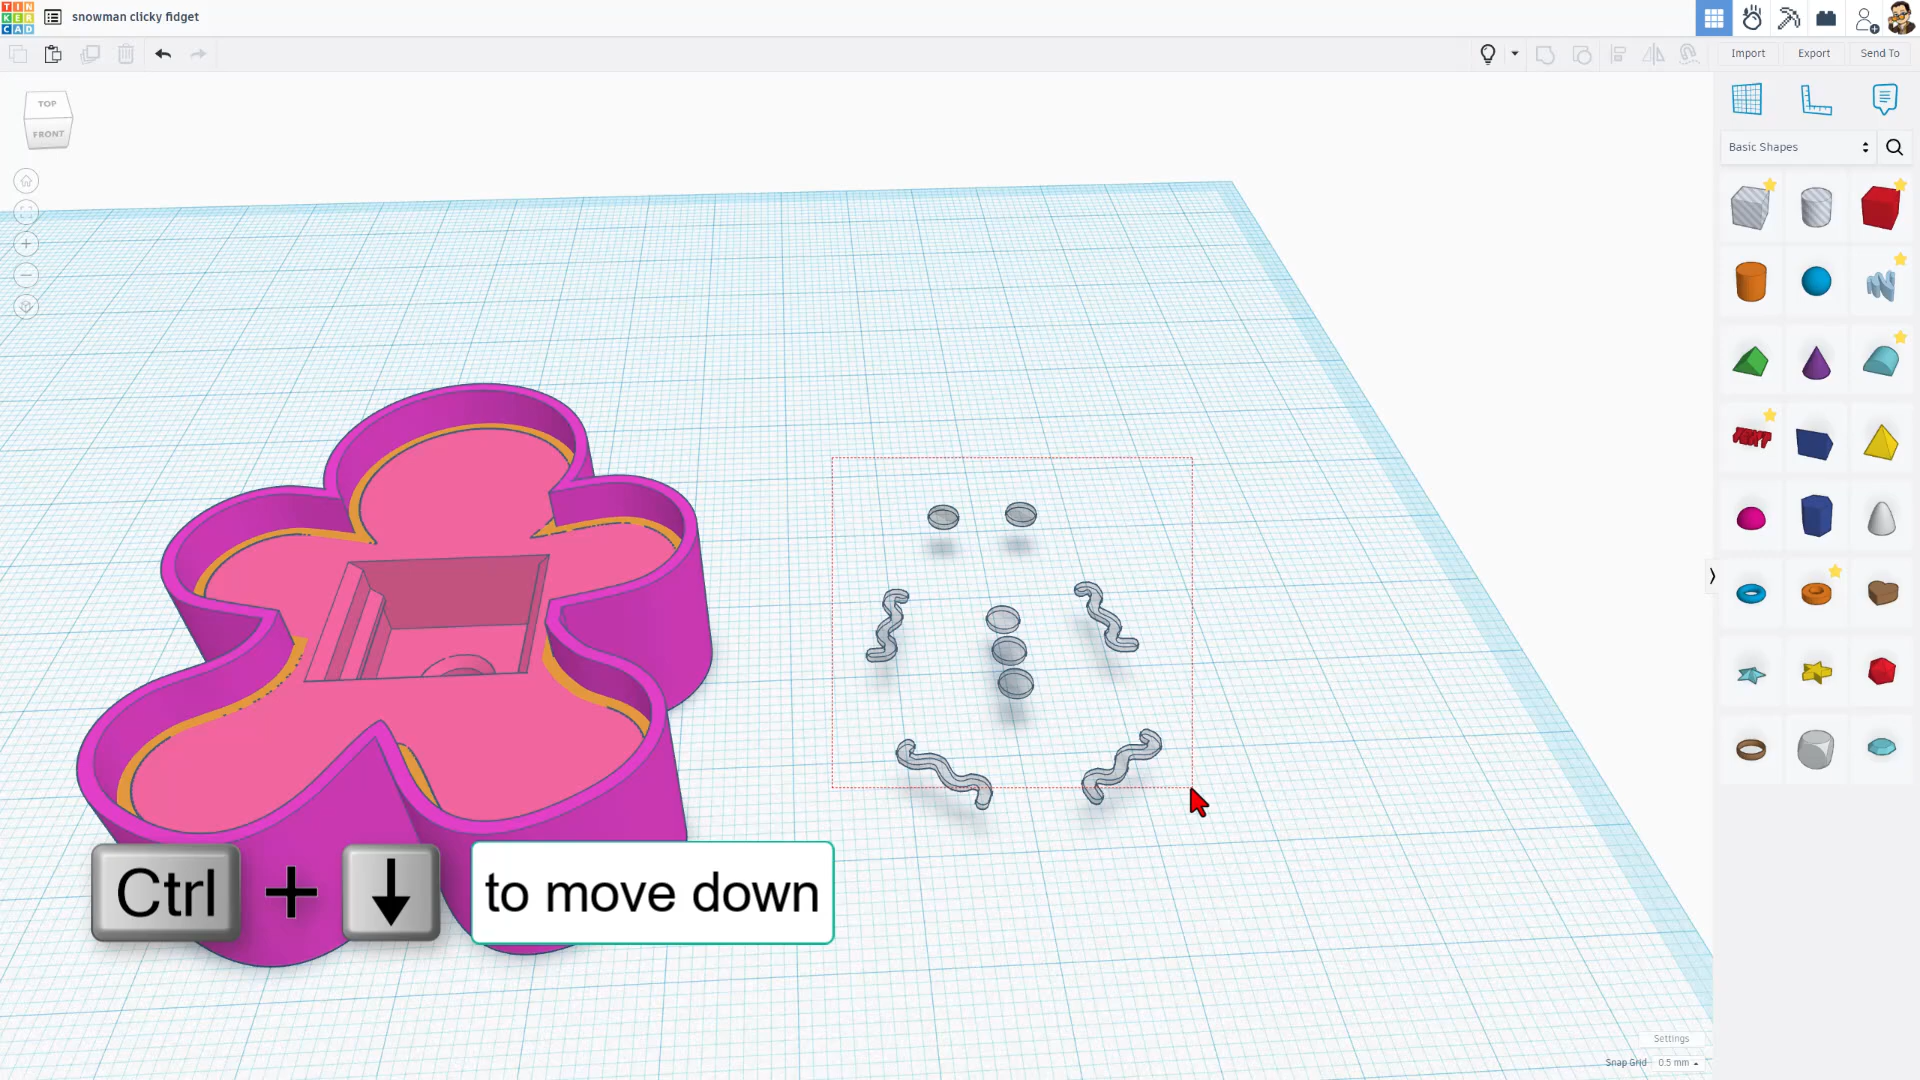 TIN
KER
CAD
snowman clicky fidget
Import
Export
Send To
TOP
FRONT
Basic Shapes
TEXT
Ctrl + ↓ to move down
Settings
Snap Grid 0.5 mm